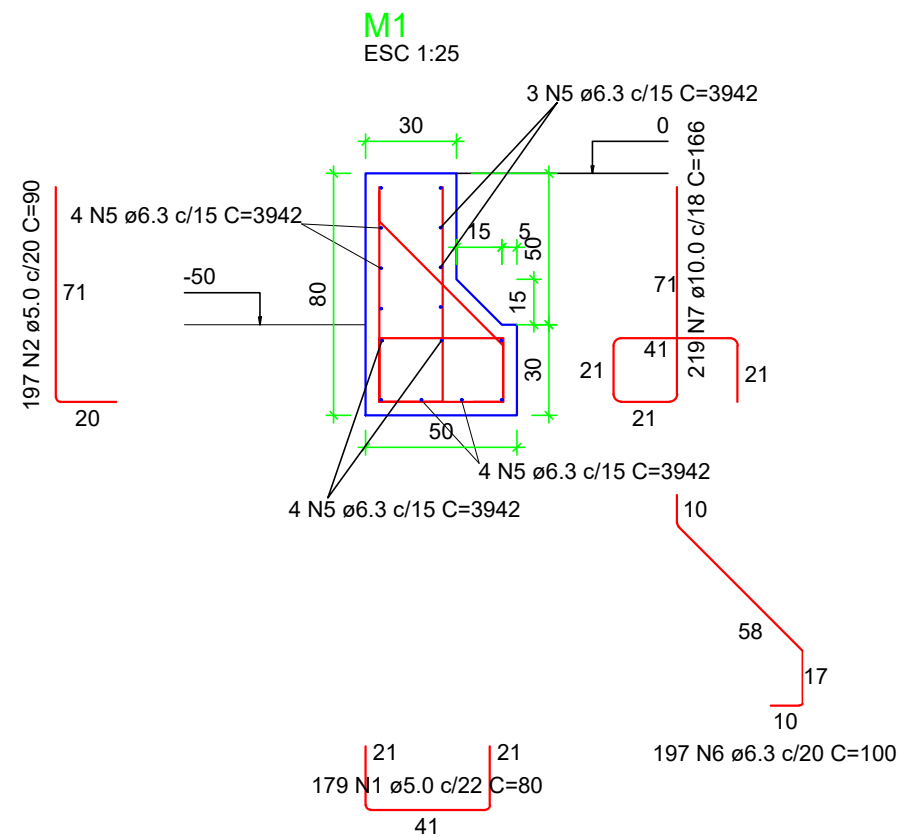 M1
ESC 1:25
3 N5 ø6.3 c/15 C=3942
30
0
4 N5 ø6.3 c/15 C=3942
15
5
50
-50
80
15
30
50
4 N5 ø6.3 c/15 C=3942
4 N5 ø6.3 c/15 C=3942
197 N2 ø5.0 c/20 C=90
71
20
219 N7 ø10.0 c/18 C=166
71
41
21
21
21
10
58
17
10
197 N6 ø6.3 c/20 C=100
21
21
179 N1 ø5.0 c/22 C=80
41